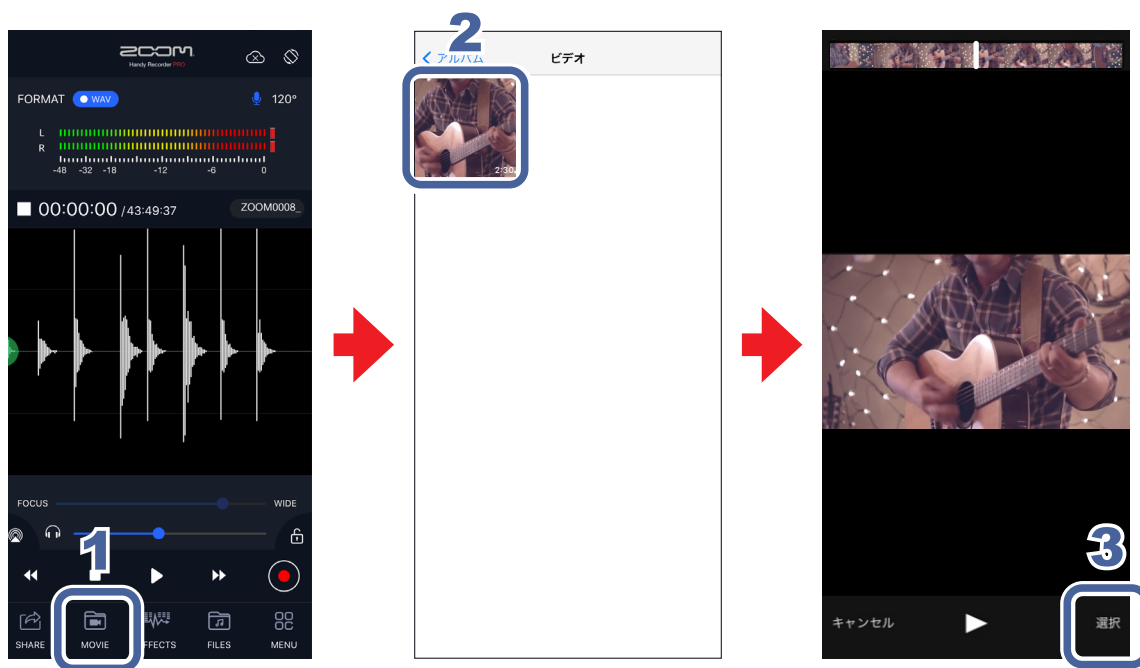 1
ZOOM
Handy Recorder PRO
FORMAT WAV 120°
L
R
-48 -32 -18 -12 -6 0
00:00:00 /43:49:37 ZOOM0008_
FOCUS WIDE
SHARE MOVIE FFECTS FILES MENU
2
アルバム ビデオ
2:30
3
キャンセル 選択